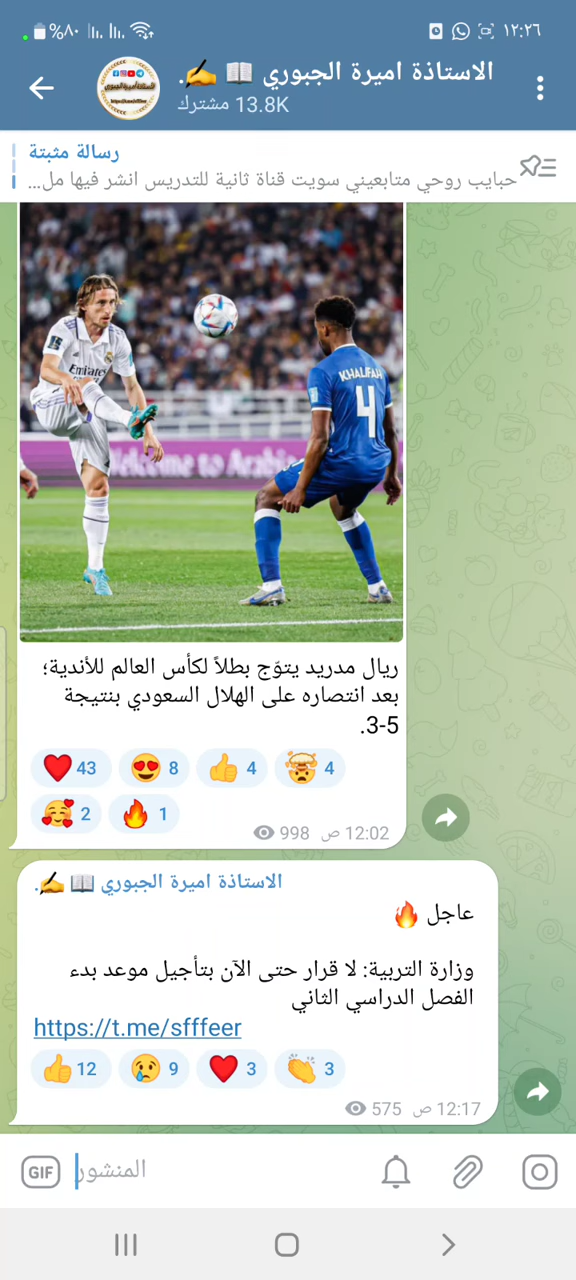 %٨٠ ١٢:٢٦
الاستاذة اميرة الجبوري 📖 ✍️.
13.8K مشترك
رسالة مثبتة
حبايب روحي متابعيني سويت قناة ثانية للتدريس انشر فيها مل...
15
Emirates
KHALIFAH
4
Welcome to Arabi
ريال مدريد يتوّج بطلاً لكأس العالم للأندية؛
بعد انتصاره على الهلال السعودي بنتيجة
5-3.
❤️ 43 😍 8 👍 4 🤯 4
🥰 2 🔥 1
998 12:02 ص
الاستاذة اميرة الجبوري 📖 ✍️.
عاجل 🔥
وزارة التربية: لا قرار حتى الآن بتأجيل موعد بدء
الفصل الدراسي الثاني
https://t.me/sfffeer
👍 12 😢 9 ❤️ 3 👏 3
575 12:17 ص
GIF المنشور